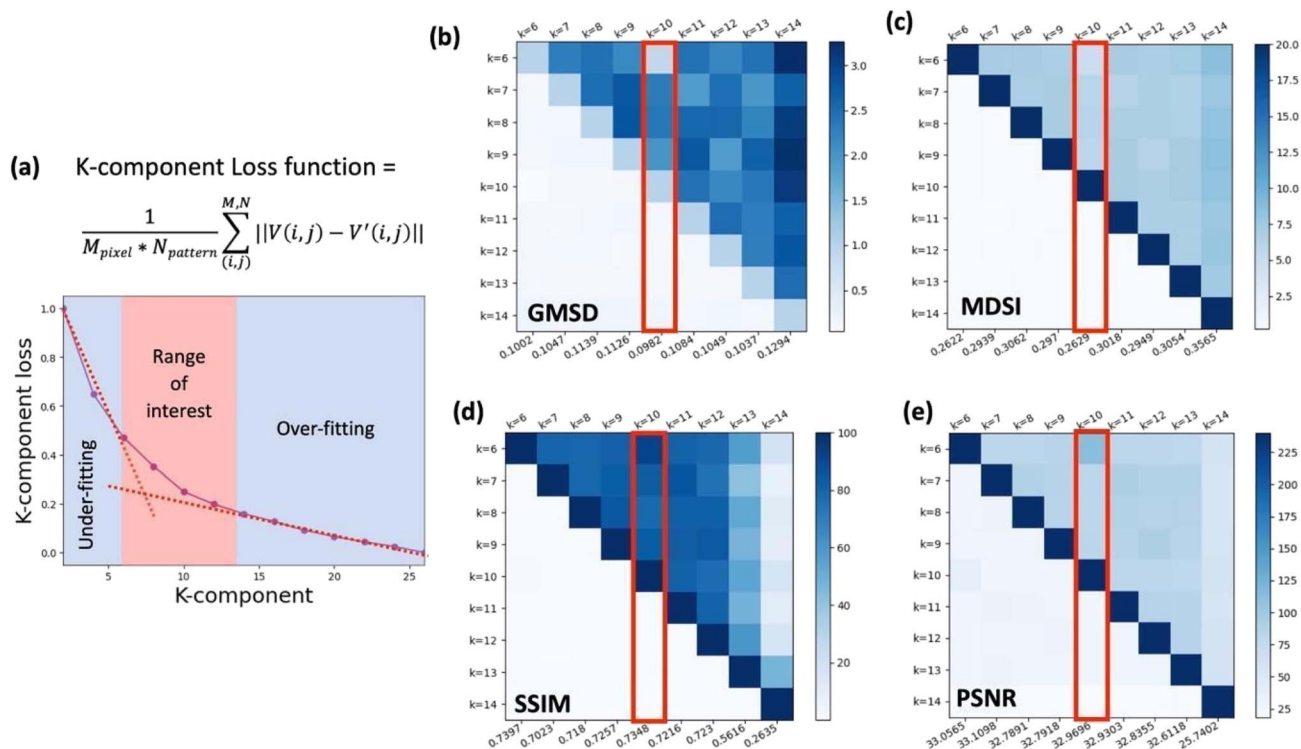 (a)
K-component Loss function =
1
M_pixel * N_pattern
M,N
∑ ||V(i,j) − V'(i,j)||
(i,j)
K-component loss
1.0
0.8
0.6
0.4
0.2
0.0
Under-fitting
Range
of
interest
Over-fitting
5 10 15 20 25
K-component
(b)
k=6 k=7 k=8 k=9 k=10 k=11 k=12 k=13 k=14
k=6
k=7
k=8
k=9
k=10
k=11
k=12
k=13
k=14
GMSD
0.1002 0.1047 0.1139 0.1126 0.0982 0.1084 0.1049 0.1037 0.1294
3.0
2.5
2.0
1.5
1.0
0.5
(c)
k=6 k=7 k=8 k=9 k=10 k=11 k=12 k=13 k=14
k=6
k=7
k=8
k=9
k=10
k=11
k=12
k=13
k=14
MDSI
0.2622 0.2939 0.3062 0.297 0.2629 0.3018 0.2949 0.3054 0.3565
20.0
17.5
15.0
12.5
10.0
7.5
5.0
2.5
(d)
k=6 k=7 k=8 k=9 k=10 k=11 k=12 k=13 k=14
k=6
k=7
k=8
k=9
k=10
k=11
k=12
k=13
k=14
SSIM
0.7397 0.7023 0.718 0.7257 0.7348 0.7216 0.723 0.5616 0.2635
100
80
60
40
20
(e)
k=6 k=7 k=8 k=9 k=10 k=11 k=12 k=13 k=14
k=6
k=7
k=8
k=9
k=10
k=11
k=12
k=13
k=14
PSNR
33.0565 33.1098 32.7891 32.7918 32.9696 32.9303 32.8355 32.6118 25.7402
225
200
175
150
125
100
75
50
25